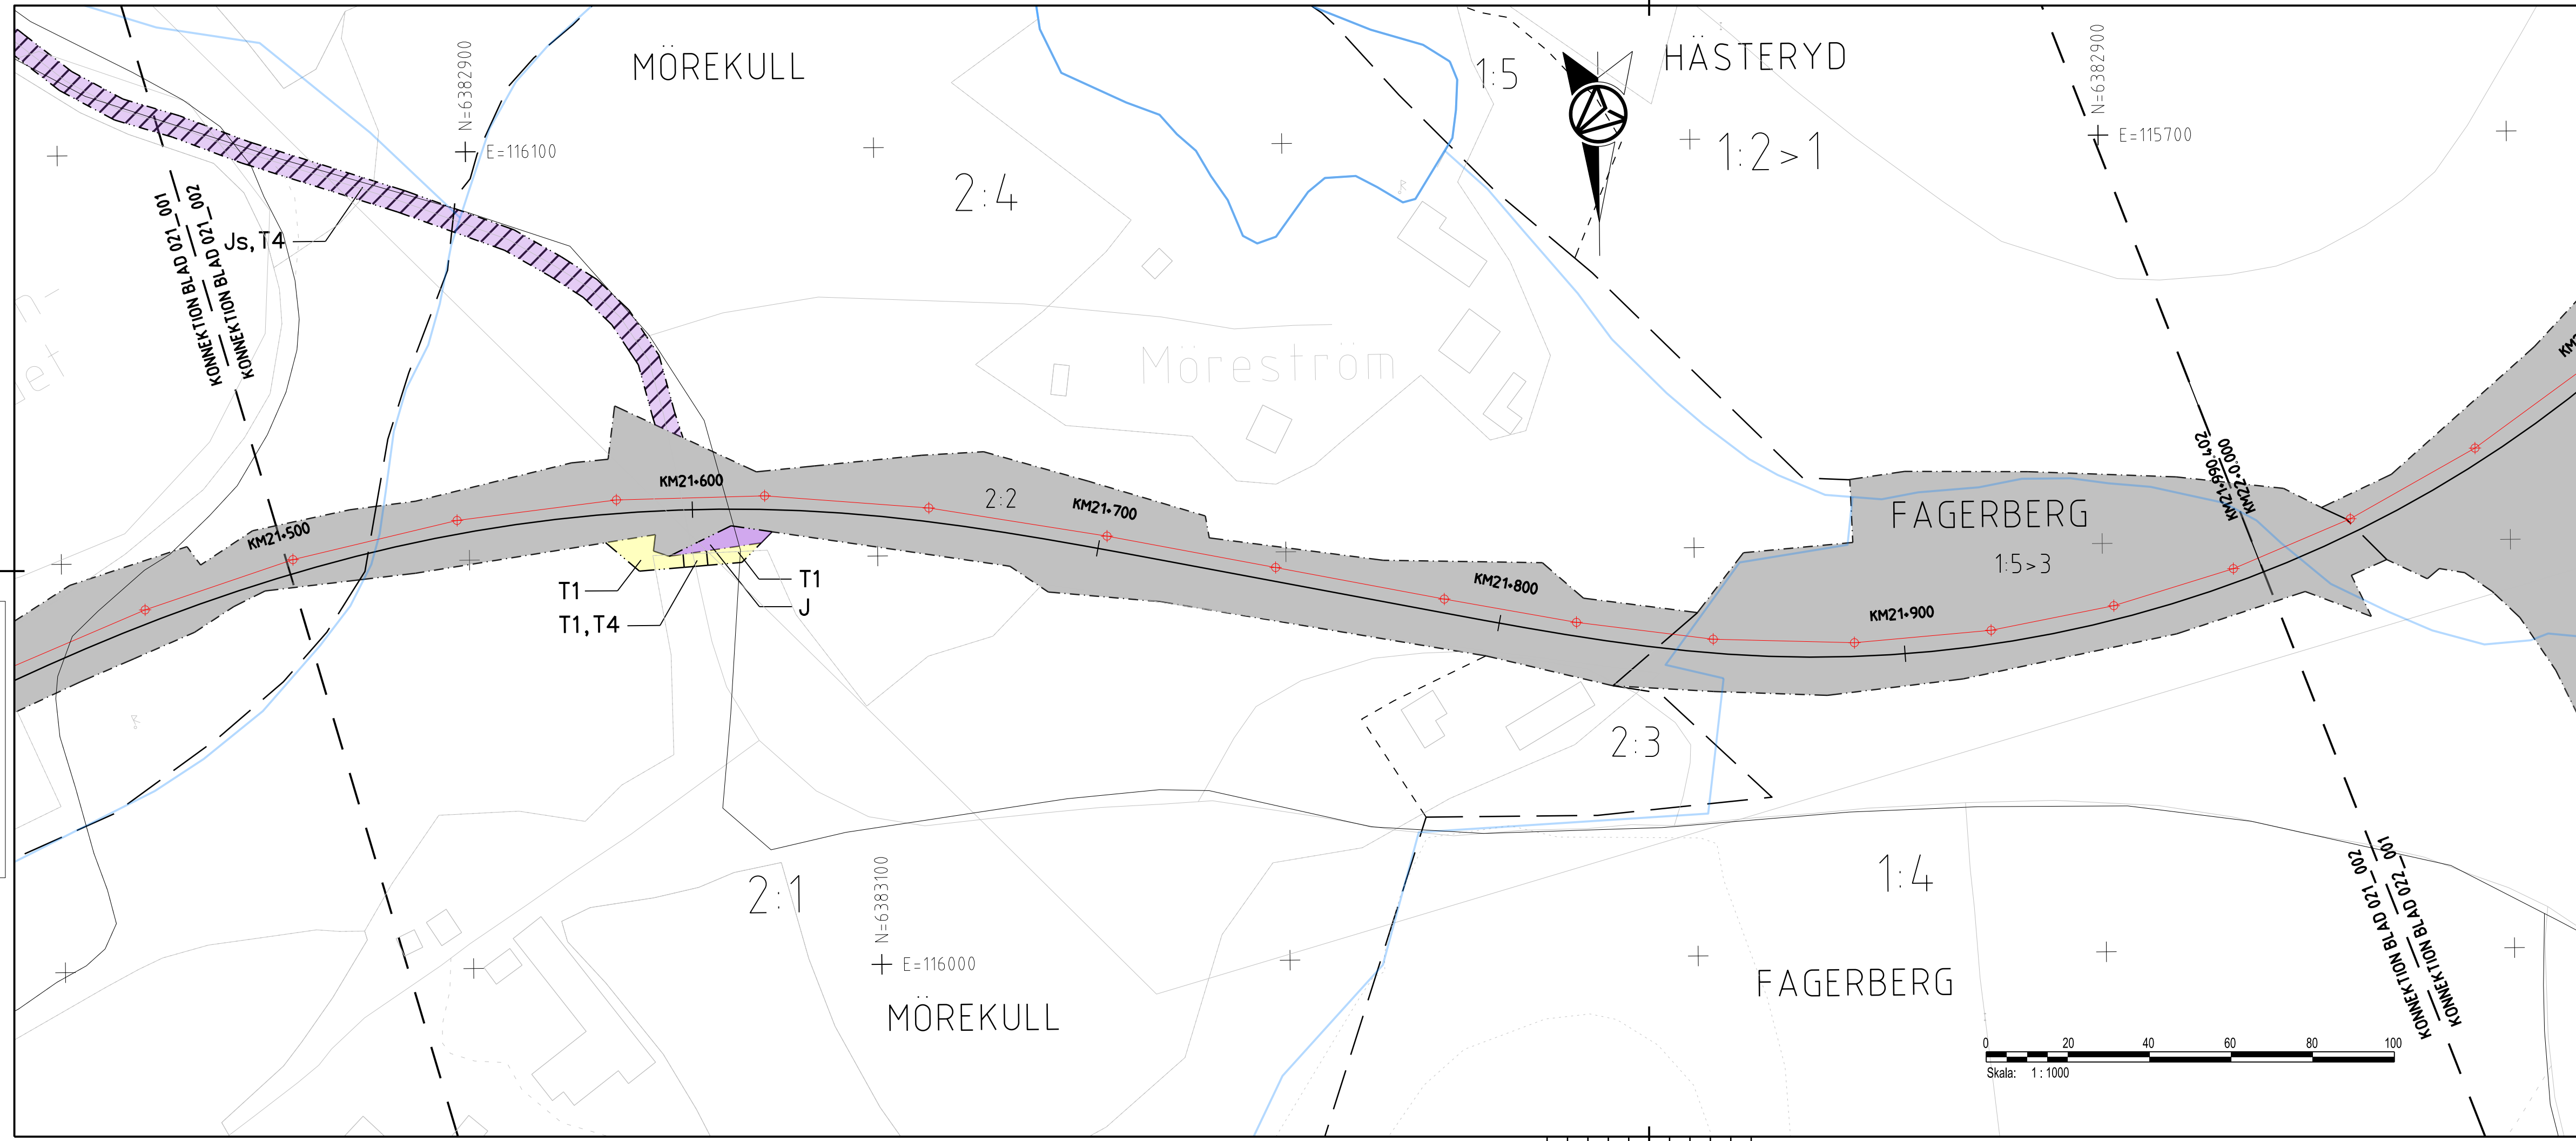 MÖREKULL
HÄSTERYD
1:5
1:2>1
N=6382900
E=116100
N=6382900
E=115700
2:4
KONNEKTION BLAD 021_001
KONNEKTION BLAD 021_002
Js,T4
Möreström
KM21+500
KM21+600
2:2
KM21+700
KM21+800
FAGERBERG
1:5>3
KM21+900
KM21+990.402
KM22+0.000
T1
T1,T4
T1
J
2:3
2:1
1:4
N=6383100
E=116000
MÖREKULL
FAGERBERG
KONNEKTION BLAD 021_002
KONNEKTION BLAD 022_001
0 20 40 60 80 100
Skala: 1 : 1000